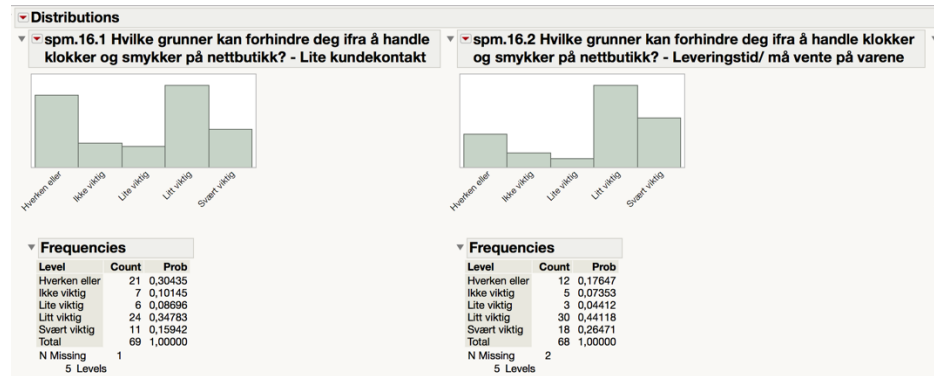 Distributions
spm.16.1 Hvilke grunner kan forhindre deg ifra å handle
klokker og smykker på nettbutikk? - Lite kundekontakt
Hverken eller
Ikke viktig
Lite viktig
Litt viktig
Svært viktig
Frequencies
Level Count Prob
Hverken eller 21 0,30435
Ikke viktig 7 0,10145
Lite viktig 6 0,08696
Litt viktig 24 0,34783
Svært viktig 11 0,15942
Total 69 1,00000
N Missing 1
5 Levels
spm.16.2 Hvilke grunner kan forhindre deg ifra å handle klokker
og smykker på nettbutikk? - Leveringstid/ må vente på varene
Hverken eller
Ikke viktig
Lite viktig
Litt viktig
Svært viktig
Frequencies
Level Count Prob
Hverken eller 12 0,17647
Ikke viktig 5 0,07353
Lite viktig 3 0,04412
Litt viktig 30 0,44118
Svært viktig 18 0,26471
Total 68 1,00000
N Missing 2
5 Levels